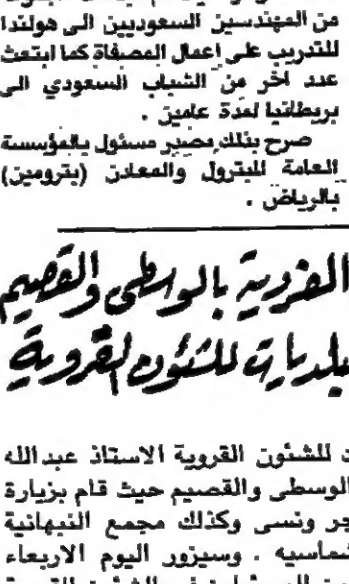 من المهندسين السعوديين الى هولندا
للتدريب على اعمال المصفاة كما ابتعث
عدد اخر من الشباب السعودي الى
بريطانيا لمدة عامين .
صرح بذلك مصدر مسئول بالمؤسسة
العامة للبترول والمعادن (بترومين)
بالرياض .
القروية بالوسطى والقصيم
بلديات للشئون القروية
للشئون القروية الاستاذ عبدالله
الوسطى والقصيم حيث قام بزيارة
جر ونسى وكذلك مجمع النبهانية
شماسيه . وسيزور اليوم الاربعاء